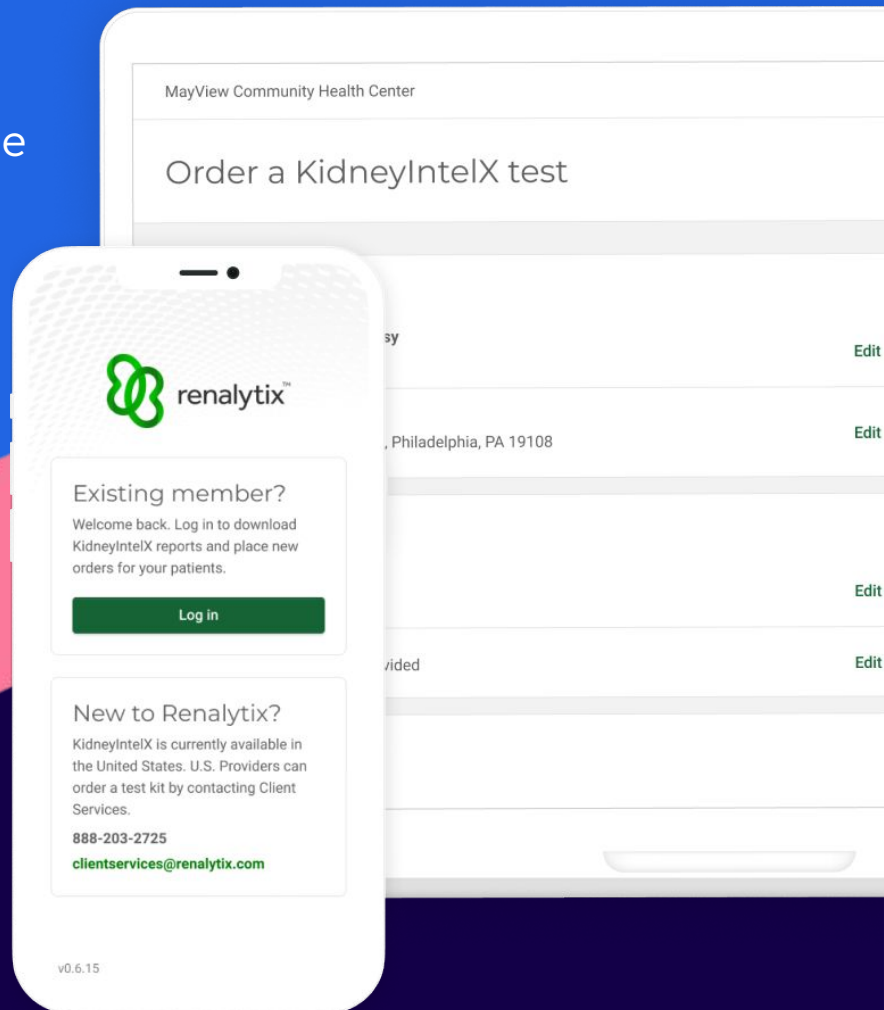 e
MayView Community Health Center
Order a KidneyIntelX test
sy
Edit
, Philadelphia, PA 19108
Edit
Edit
vided
Edit
renalytix™
Existing member?
Welcome back. Log in to download
KidneyIntelX reports and place new
orders for your patients.
Log in
New to Renalytix?
KidneyIntelX is currently available in
the United States. U.S. Providers can
order a test kit by contacting Client
Services.
888-203-2725
clientservices@renalytix.com
v0.6.15